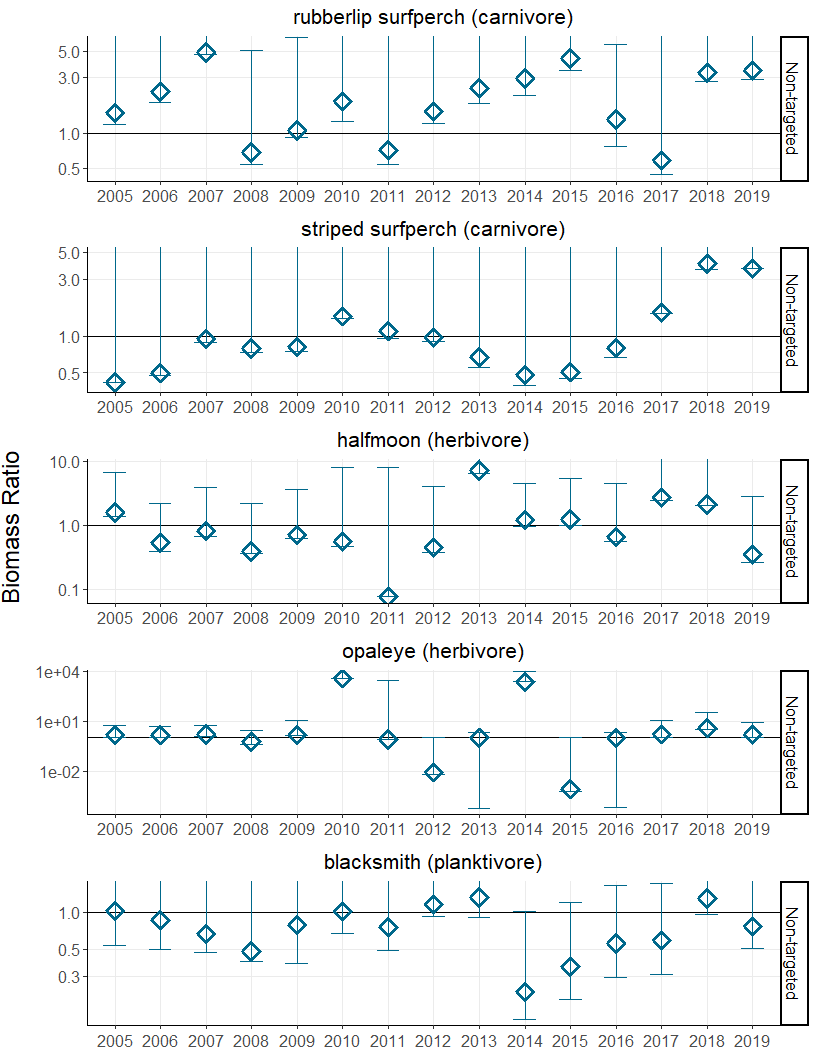 rubberlip surfperch (carnivore)
5.0
3.0
1.0
0.5
Non-targeted
2005 2006 2007 2008 2009 2010 2011 2012 2013 2014 2015 2016 2017 2018 2019
striped surfperch (carnivore)
5.0
3.0
1.0
0.5
Non-targeted
2005 2006 2007 2008 2009 2010 2011 2012 2013 2014 2015 2016 2017 2018 2019
Biomass Ratio
halfmoon (herbivore)
10.0
1.0
0.1
Non-targeted
2005 2006 2007 2008 2009 2010 2011 2012 2013 2014 2015 2016 2017 2018 2019
opaleye (herbivore)
1e+04
1e+01
1e-02
Non-targeted
2005 2006 2007 2008 2009 2010 2011 2012 2013 2014 2015 2016 2017 2018 2019
blacksmith (planktivore)
1.0
0.5
0.3
Non-targeted
2005 2006 2007 2008 2009 2010 2011 2012 2013 2014 2015 2016 2017 2018 2019